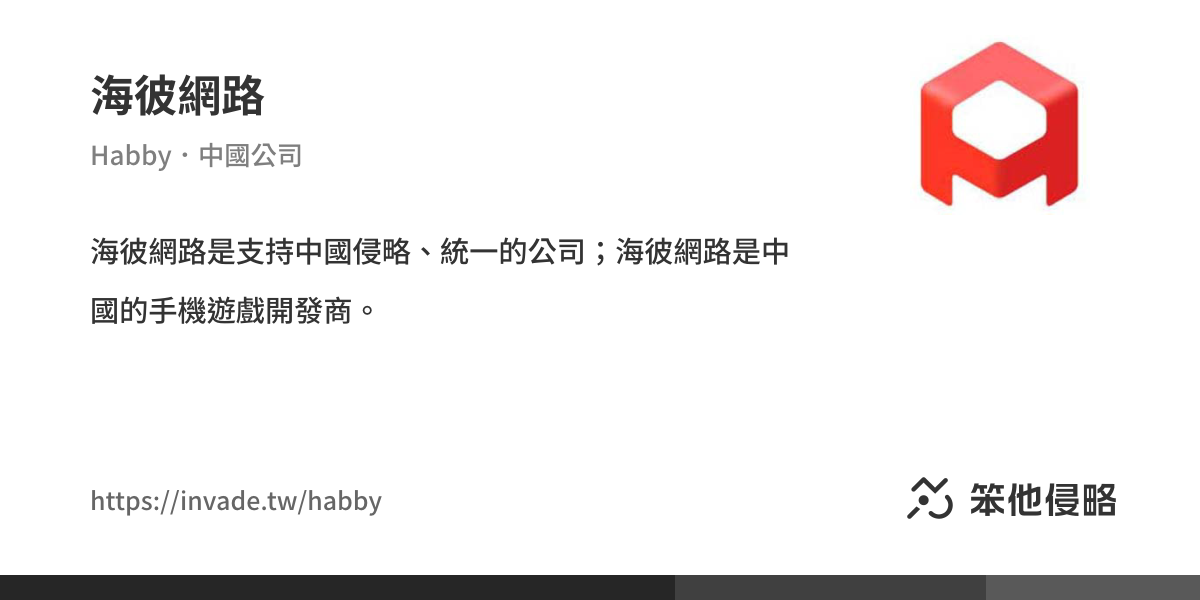 海彼網路
Habby・中國公司
海彼網路是支持中國侵略、統一的公司；海彼網路是中
國的手機遊戲開發商。
https://invade.tw/habby
笨他侵略